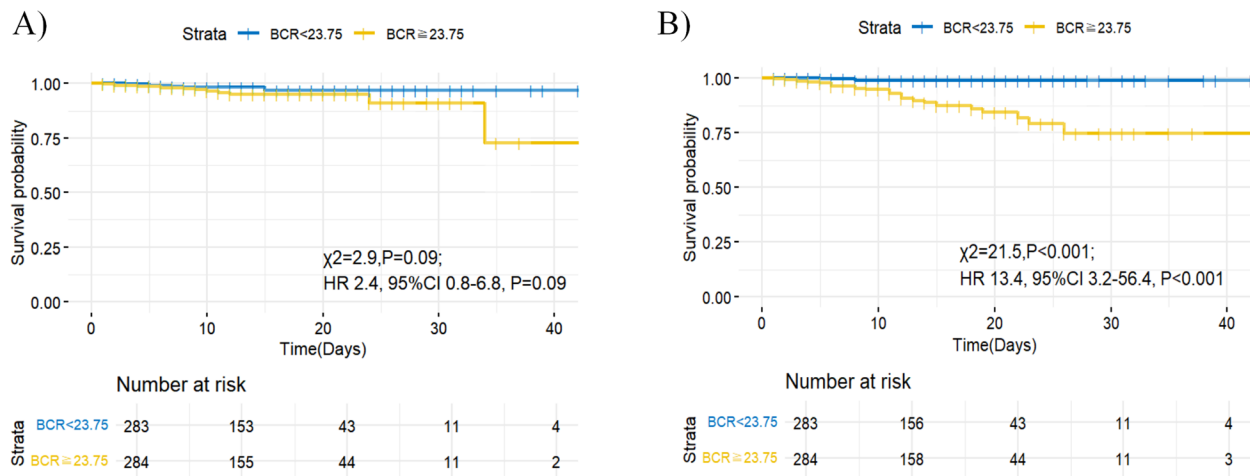 A)
Strata BCR<23.75 BCR≧23.75
Survival probability
1.00
0.75
0.50
0.25
0.00
χ2=2.9,P=0.09;
HR 2.4, 95%CI 0.8-6.8, P=0.09
0 10 20 30 40
Time(Days)
Number at risk
Strata
BCR<23.75 283 153 43 11 4
BCR≧23.75 284 155 44 11 2
B)
Strata BCR<23.75 BCR≧23.75
Survival probability
1.00
0.75
0.50
0.25
0.00
χ2=21.5,P<0.001;
HR 13.4, 95%CI 3.2-56.4, P<0.001
0 10 20 30 40
Time(Days)
Number at risk
Strata
BCR<23.75 283 156 43 11 4
BCR≧23.75 284 158 44 11 3